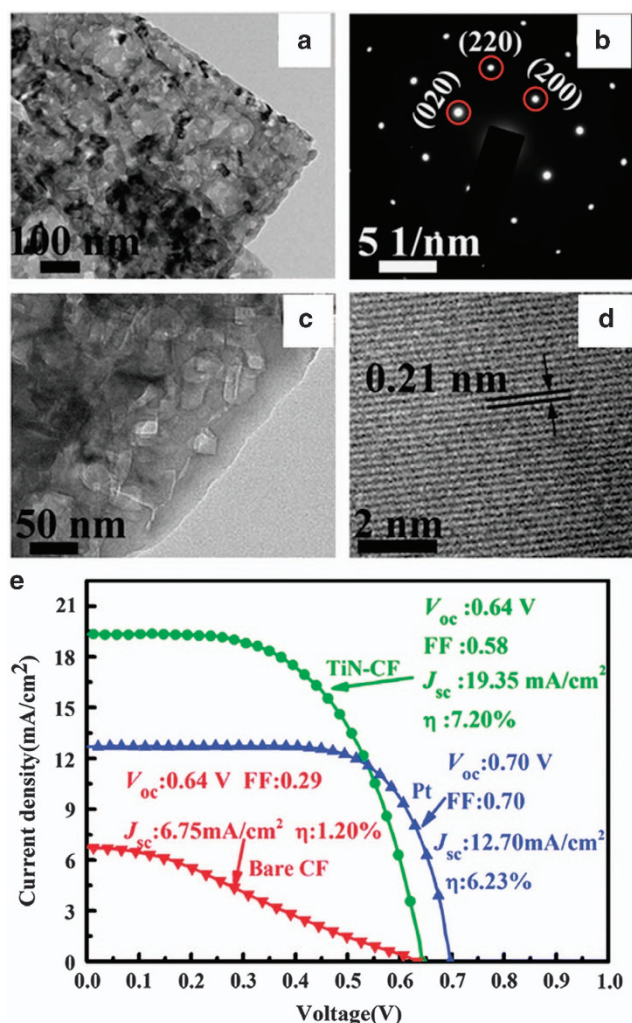 a
100 nm
b
(020) (220) (200)
5 1/nm
c
50 nm
d
0.21 nm
2 nm
e
Current density(mA/cm²)
21
18
15
12
9
6
3
0
TiN-CF
Voc :0.64 V
FF :0.58
Jsc :19.35 mA/cm²
η :7.20%
Voc:0.64 V FF:0.29
Jsc :6.75mA/cm² η:1.20%
Bare CF
Pt
Voc:0.70 V
FF:0.70
Jsc:12.70mA/cm²
η:6.23%
0.0 0.1 0.2 0.3 0.4 0.5 0.6 0.7 0.8 0.9 1.0
Voltage(V)